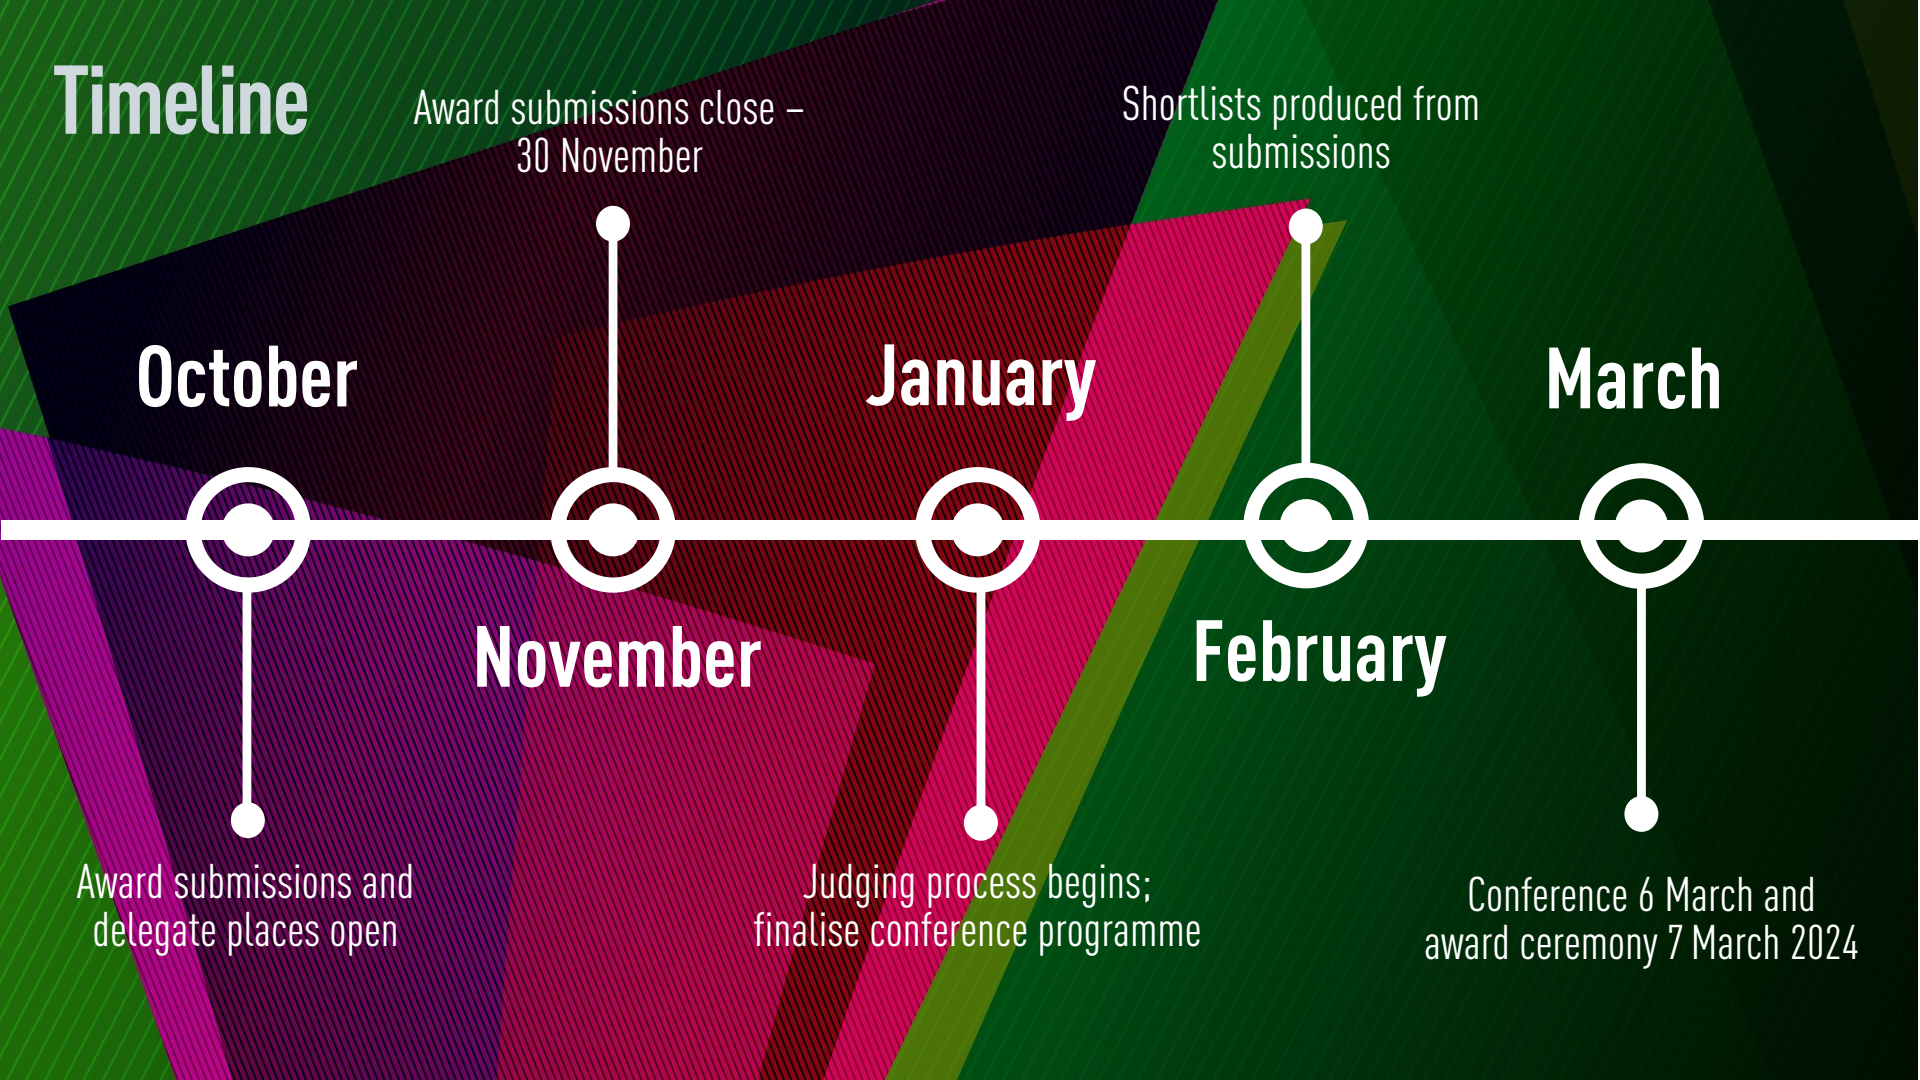 Timeline
Award submissions close –
30 November
Shortlists produced from
submissions
October
January
March
November
February
Award submissions and
delegate places open
Judging process begins;
finalise conference programme
Conference 6 March and
award ceremony 7 March 2024